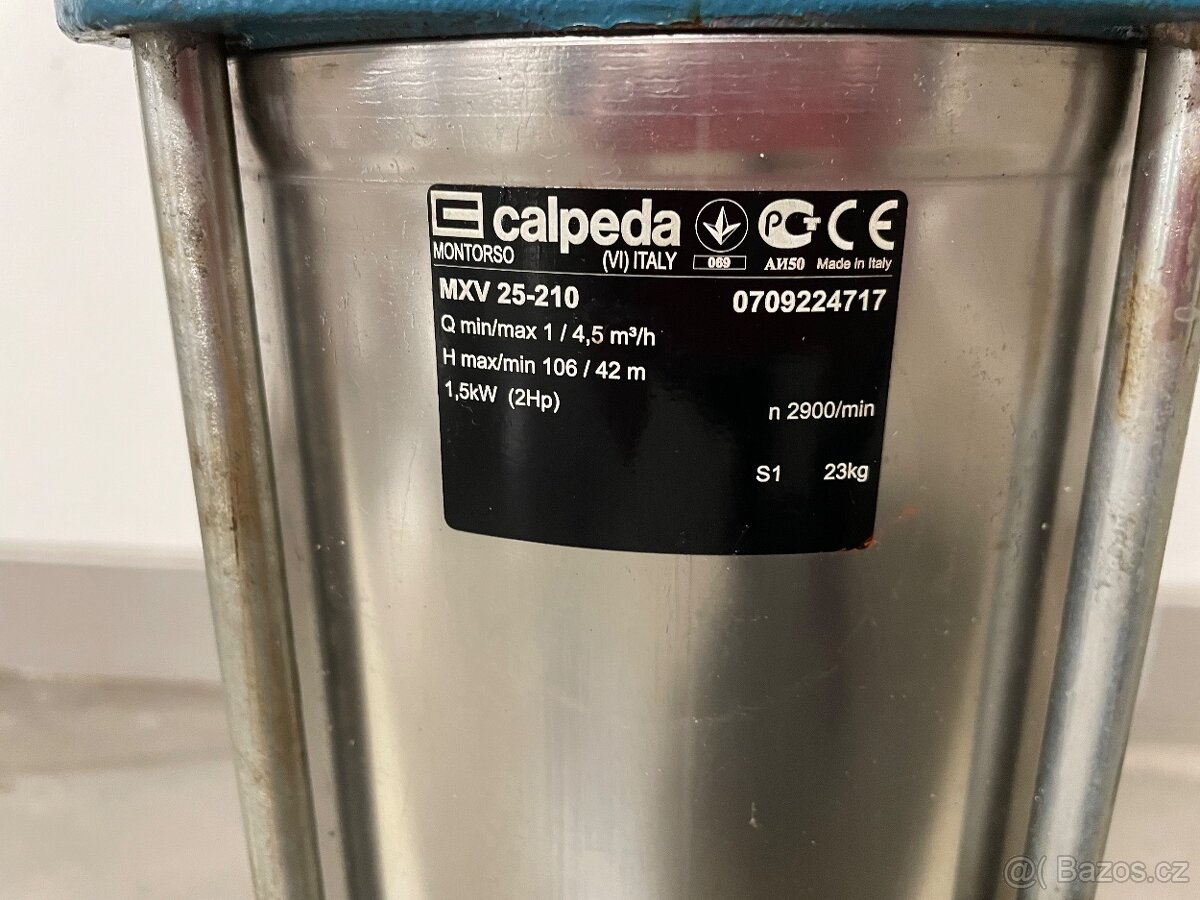 calpeda
MONTORSO (VI) ITALY 069 АИ50 Made in Italy
MXV 25-210 0709224717
Q min/max 1 / 4,5 m³/h
H max/min 106 / 42 m
1,5kW (2Hp) n 2900/min
S1 23kg
@( Bazos.cz